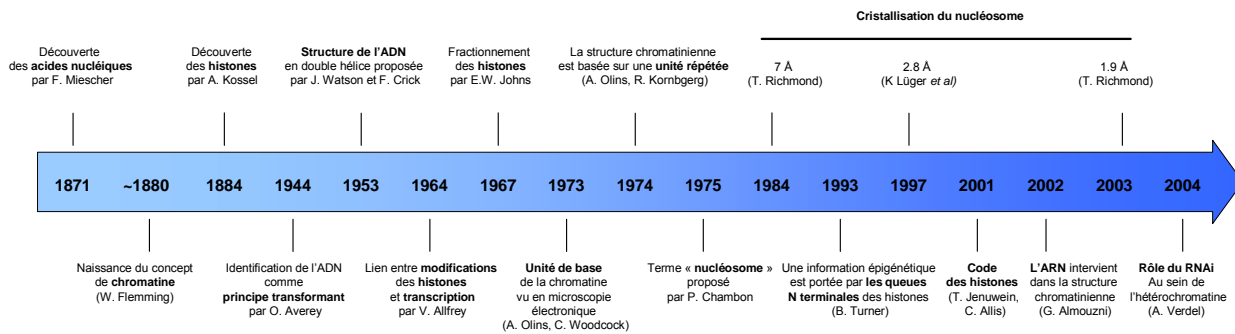 Cristallisation du nucléosome
Découverte
des acides nucléiques
par F. Miescher
Découverte
des histones
par A. Kossel
Structure de l'ADN
en double hélice proposée
par J. Watson et F. Crick
Fractionnement
des histones
par E.W. Johns
La structure chromatinienne
est basée sur une unité répétée
(A. Olins, R. Kornbgerg)
7 Å
(T. Richmond)
2.8 Å
(K Lüger et al)
1.9 Å
(T. Richmond)
1871 ~1880 1884 1944 1953 1964 1967 1973 1974 1975 1984 1993 1997 2001 2002 2003 2004
Naissance du concept
de chromatine
(W. Flemming)
Identification de l'ADN
comme
principe transformant
par O. Averey
Lien entre modifications
des histones
et transcription
par V. Allfrey
Unité de base
de la chromatine
vu en microscopie
électronique
(A. Olins, C. Woodcock)
Terme « nucléosome »
proposé
par P. Chambon
Une information épigénétique
est portée par les queues
N terminales des histones
(B. Turner)
Code
des histones
(T. Jenuwein,
C. Allis)
L'ARN intervient
dans la structure
chromatinienne
(G. Almouzni)
Rôle du RNAi
Au sein de
l'hétérochromatine
(A. Verdel)